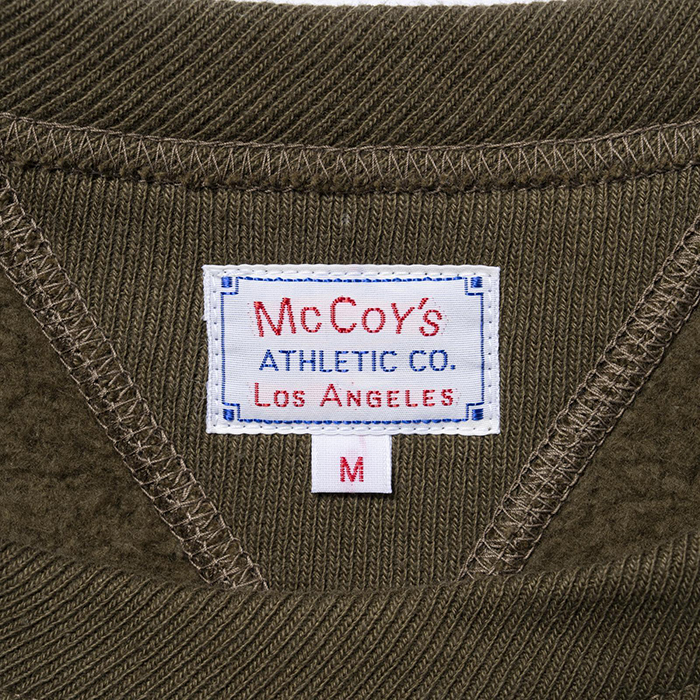 McCoy's
ATHLETIC CO.
Los Angeles
M